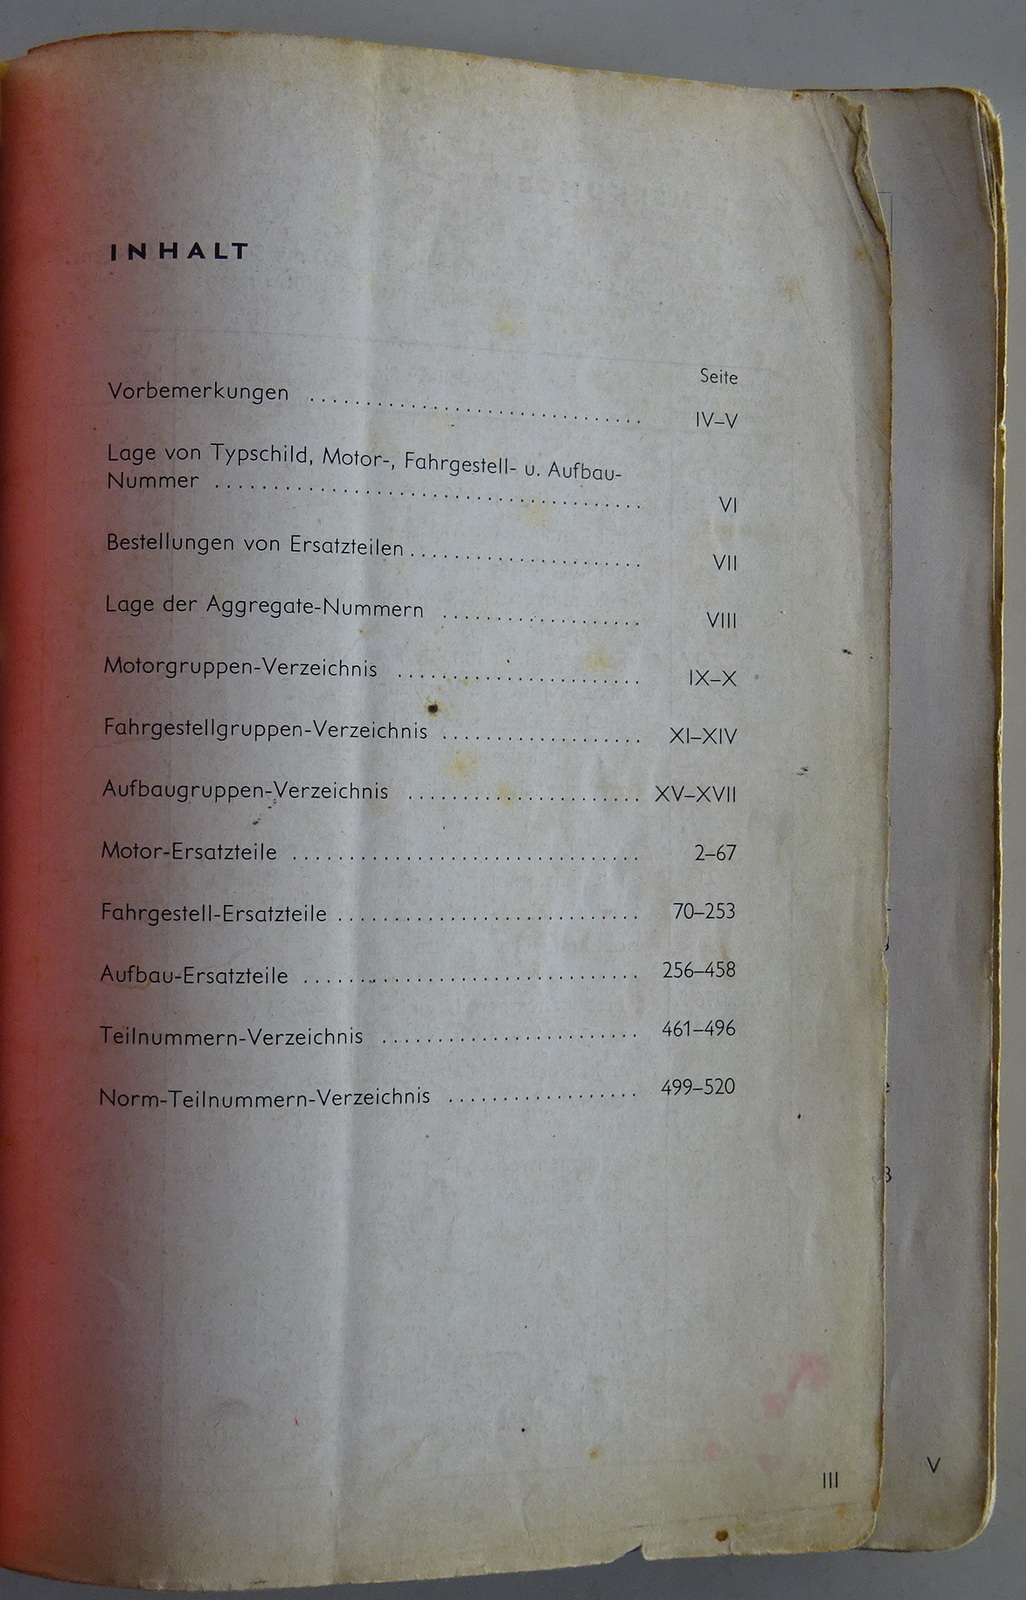 INHALT
Seite
Vorbemerkungen .............................. IV–V
Lage von Typschild, Motor-, Fahrgestell- u. Aufbau-
Nummer ...................................... VI
Bestellungen von Ersatzteilen ..................... VII
Lage der Aggregate-Nummern .................. VIII
Motorgruppen-Verzeichnis ...................... IX–X
Fahrgestellgruppen-Verzeichnis .................. XI–XIV
Aufbaugruppen-Verzeichnis ...................... XV–XVII
Motor-Ersatzteile ................................ 2–67
Fahrgestell-Ersatzteile ........................... 70–253
Aufbau-Ersatzteile ............................... 256–458
Teilnummern-Verzeichnis ......................... 461–496
Norm-Teilnummern-Verzeichnis .................. 499–520
III
V